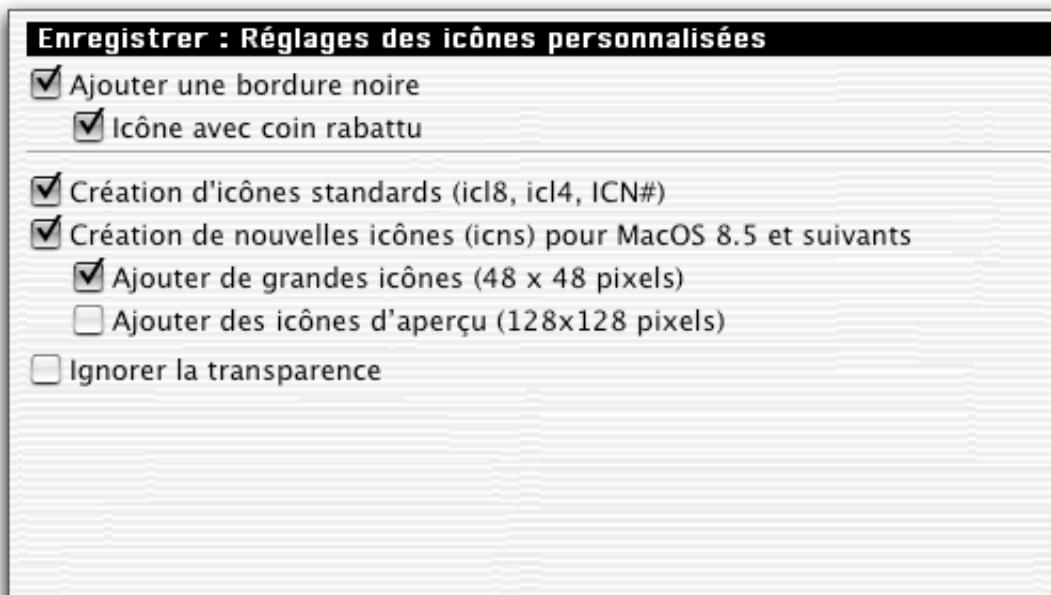 Enregistrer : Réglages des icônes personnalisées
Ajouter une bordure noire
Icône avec coin rabattu
Création d'icônes standards (icl8, icl4, ICN#)
Création de nouvelles icônes (icns) pour MacOS 8.5 et suivants
Ajouter de grandes icônes (48 x 48 pixels)
Ajouter des icônes d’aperçu (128x128 pixels)
Ignorer la transparence